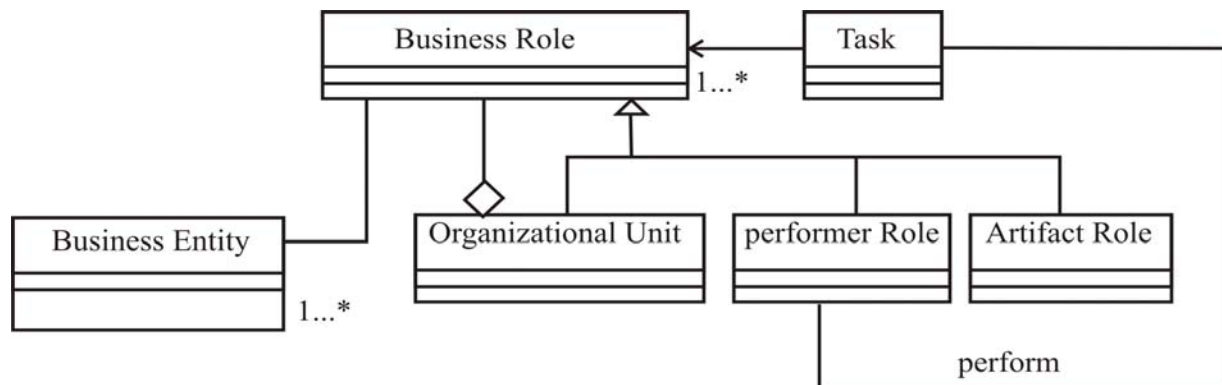 Business Role
Task
1...*
Business Entity
Organizational Unit
performer Role
Artifact Role
1...*
perform